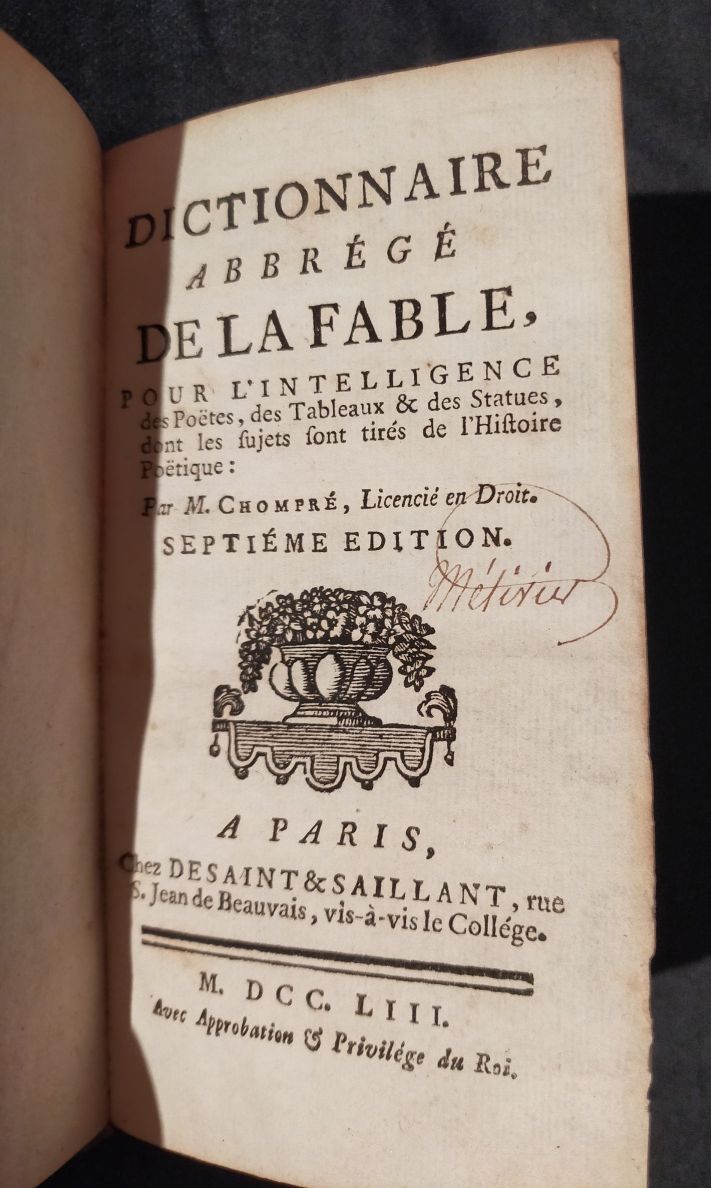 DICTIONNAIRE
ABBRÉGÉ
DE LA FABLE,
POUR L'INTELLIGENCE
des Poëtes, des Tableaux & des Statues,
dont les ſujets ſont tirés de l'Hiſtoire
Poëtique :
Par M. CHOMPRÉ, Licencié en Droit.
SEPTIÉME EDITION.
Métivier
A PARIS,
Chez DESAINT & SAILLANT, rue
S. Jean de Beauvais, vis-à-vis le Collége.
M. DCC. LIII.
Avec Approbation & Privilége du Roi.